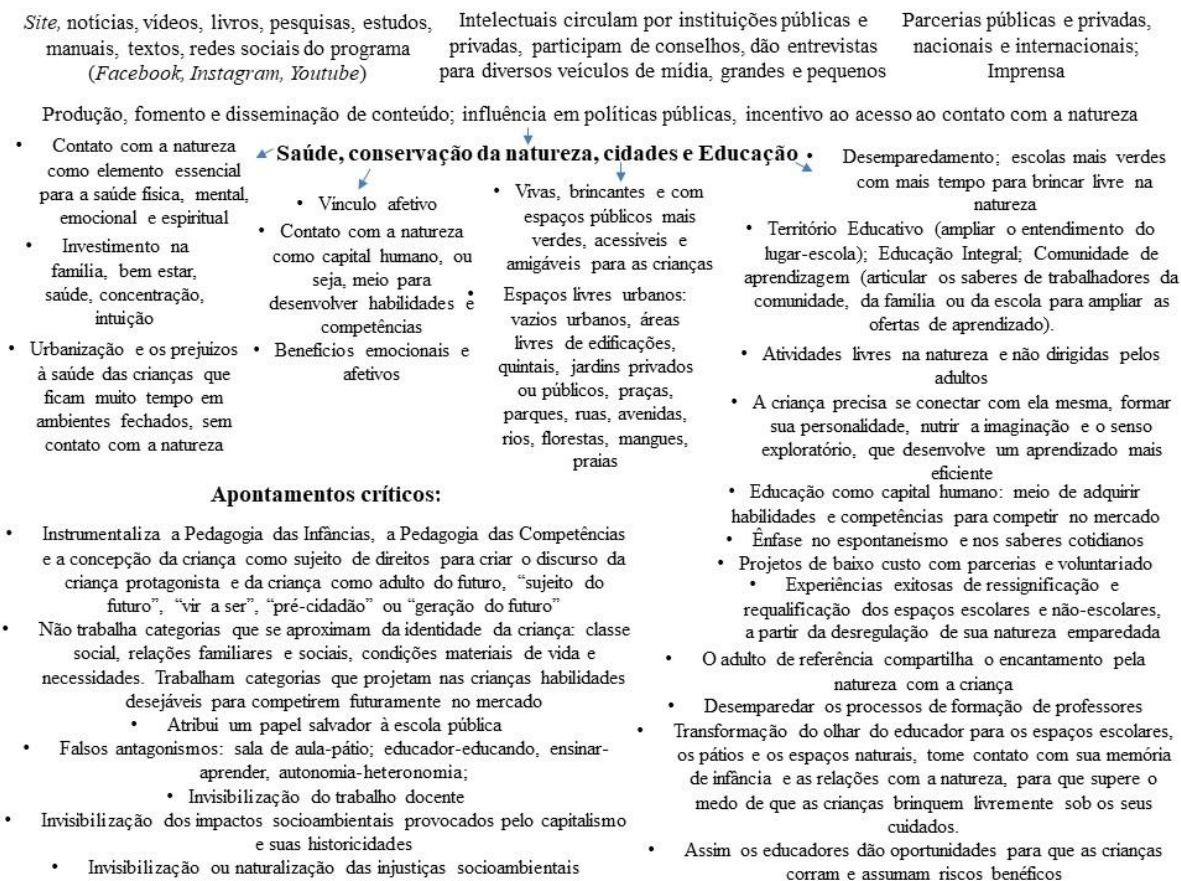 Site, notícias, vídeos, livros, pesquisas, estudos,
manuais, textos, redes sociais do programa
(Facebook, Instagram, Youtube)
Intelectuais circulam por instituições públicas e
privadas, participam de conselhos, dão entrevistas
para diversos veículos de mídia, grandes e pequenos
Parcerias públicas e privadas,
nacionais e internacionais;
Imprensa
Produção, fomento e disseminação de conteúdo; influência em políticas públicas, incentivo ao acesso ao contato com a natureza
Saúde, conservação da natureza, cidades e Educação
• Contato com a natureza
como elemento essencial
para a saúde física, mental,
emocional e espiritual
• Investimento na
família, bem estar,
saúde, concentração,
intuição
• Urbanização e os prejuízos
à saúde das crianças que
ficam muito tempo em
ambientes fechados, sem
contato com a natureza
• Vínculo afetivo
• Contato com a natureza
como capital humano, ou
seja, meio para
desenvolver habilidades e
competências
• Benefícios emocionais e
afetivos
• Vivas, brincantes e com
espaços públicos mais
verdes, acessíveis e
amigáveis para as crianças
• Espaços livres urbanos:
vazios urbanos, áreas
livres de edificações,
quintais, jardins privados
ou públicos, praças,
parques, ruas, avenidas,
rios, florestas, mangues,
praias
• Desemparedamento; escolas mais verdes
com mais tempo para brincar livre na
natureza
• Território Educativo (ampliar o entendimento do
lugar-escola); Educação Integral; Comunidade de
aprendizagem (articular os saberes de trabalhadores da
comunidade, da família ou da escola para ampliar as
ofertas de aprendizado).
• Atividades livres na natureza e não dirigidas pelos
adultos
• A criança precisa se conectar com ela mesma, formar
sua personalidade, nutrir a imaginação e o senso
exploratório, que desenvolve um aprendizado mais
eficiente
• Educação como capital humano: meio de adquirir
habilidades e competências para competir no mercado
• Ênfase no espontaneísmo e nos saberes cotidianos
• Projetos de baixo custo com parcerias e voluntariado
• Experiências exitosas de ressignificação e
requalificação dos espaços escolares e não-escolares,
a partir da desregulação de sua natureza emparedada
• O adulto de referência compartilha o encantamento pela
natureza com a criança
• Desemparedar os processos de formação de professores
• Transformação do olhar do educador para os espaços escolares,
os pátios e os espaços naturais, tome contato com sua memória
de infância e as relações com a natureza, para que supere o
medo de que as crianças brinquem livremente sob os seus
cuidados.
• Assim os educadores dão oportunidades para que as crianças
corram e assumam riscos benéficos
Apontamentos críticos:
• Instrumentaliza a Pedagogia das Infâncias, a Pedagogia das Competências
e a concepção da criança como sujeito de direitos para criar o discurso da
criança protagonista e da criança como adulto do futuro, “sujeito do
futuro”, “vir a ser”, “pré-cidadão” ou “geração do futuro”
• Não trabalha categorias que se aproximam da identidade da criança: classe
social, relações familiares e sociais, condições materiais de vida e
necessidades. Trabalham categorias que projetam nas crianças habilidades
desejáveis para competirem futuramente no mercado
• Atribui um papel salvador à escola pública
• Falsos antagonismos: sala de aula-pátio; educador-educando, ensinar-
aprender, autonomia-heteronomia;
• Invisibilização do trabalho docente
• Invisibilização dos impactos socioambientais provocados pelo capitalismo
e suas historicidades
• Invisibilização ou naturalização das injustiças socioambientais